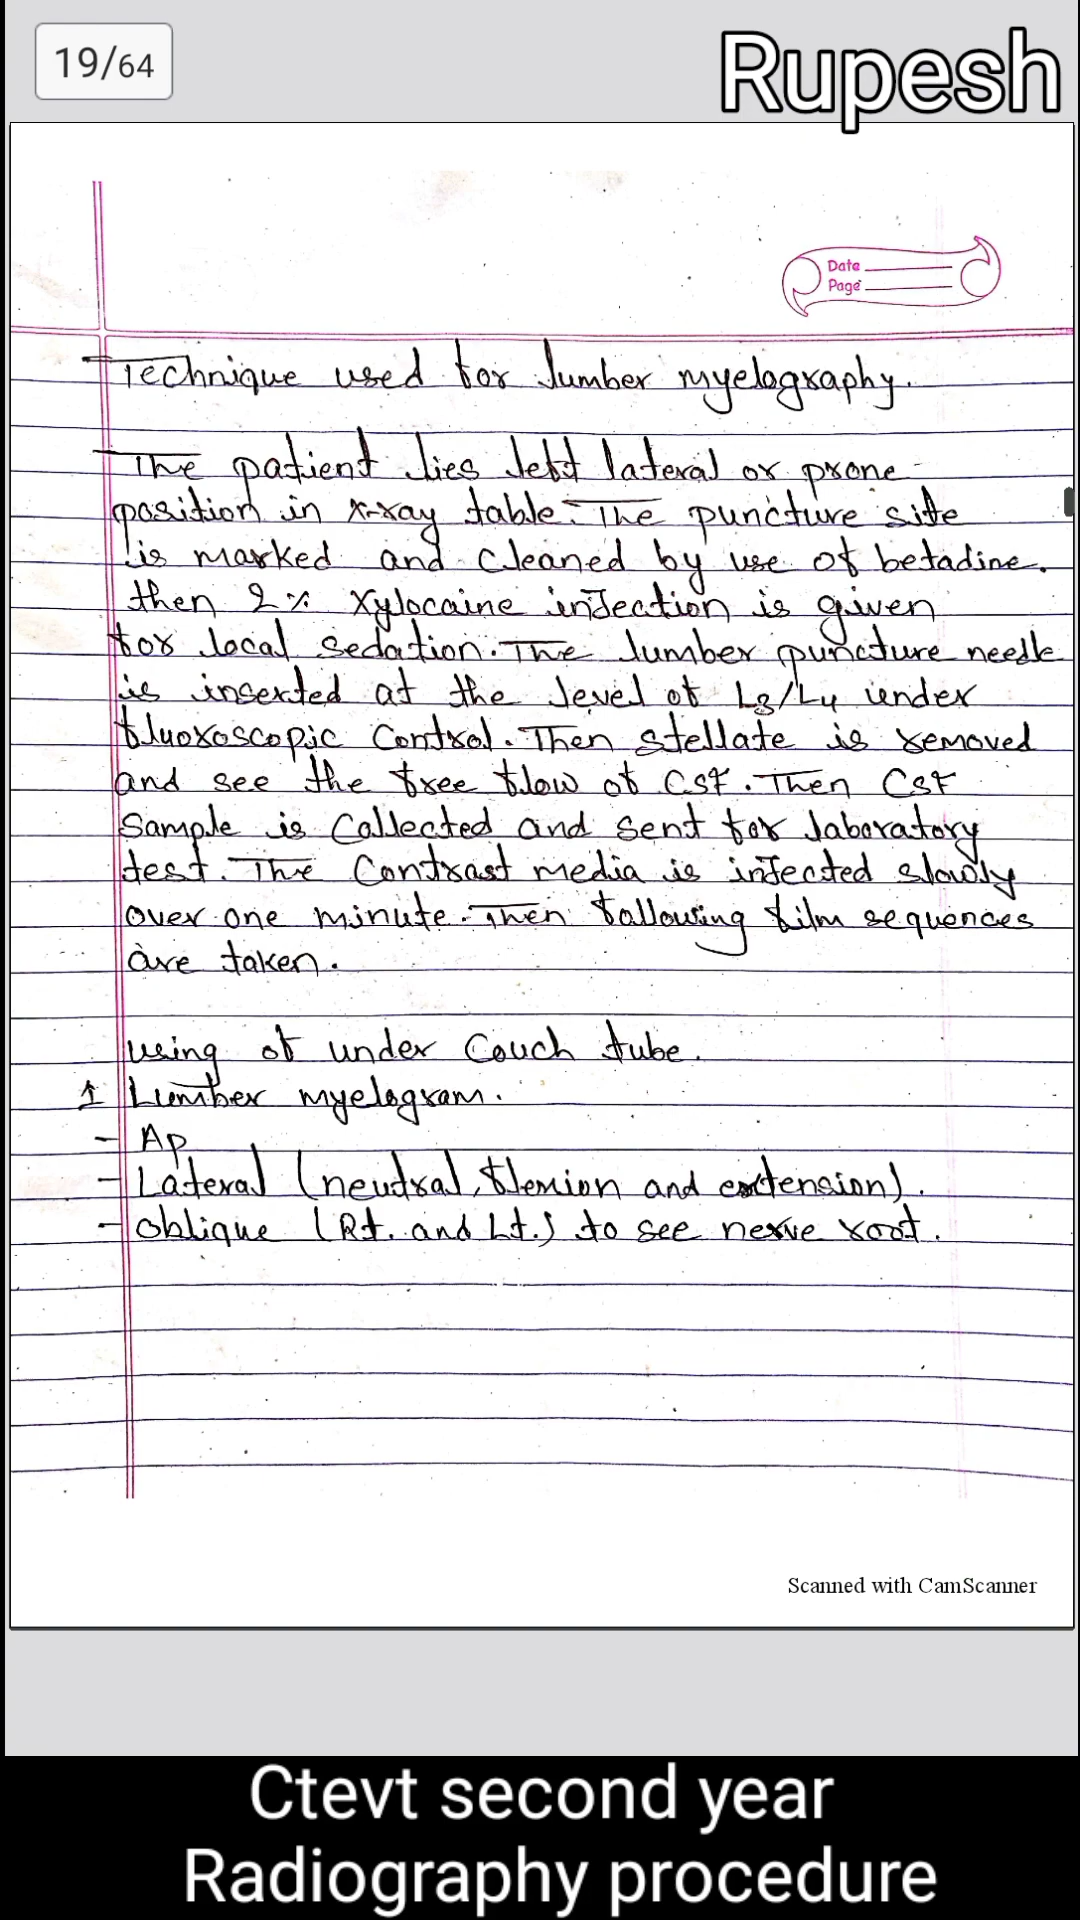 19/64
Rupesh
Date
Page
Technique used for lumber myelography.
The patient lies left lateral or prone
position in x-ray table. The puncture site
is marked and cleaned by use of betadine.
then 2% Xylocaine injection is given
for local sedation. The lumber puncture needle
is inserted at the level of L3/L4 under
fluoroscopic control. Then stellate is removed
and see the free flow of CSF. Then CSF
Sample is collected and sent for laboratory
test. The contrast media is injected slowly
over one minute. Then following film sequences
are taken.
using of under couch tube.
1 Lumber myelogram.
- AP
- Lateral (neutral, flexion and extension).
- oblique (Rt. and Lt.) to see nerve root.
Scanned with CamScanner
Ctevt second year
Radiography procedure